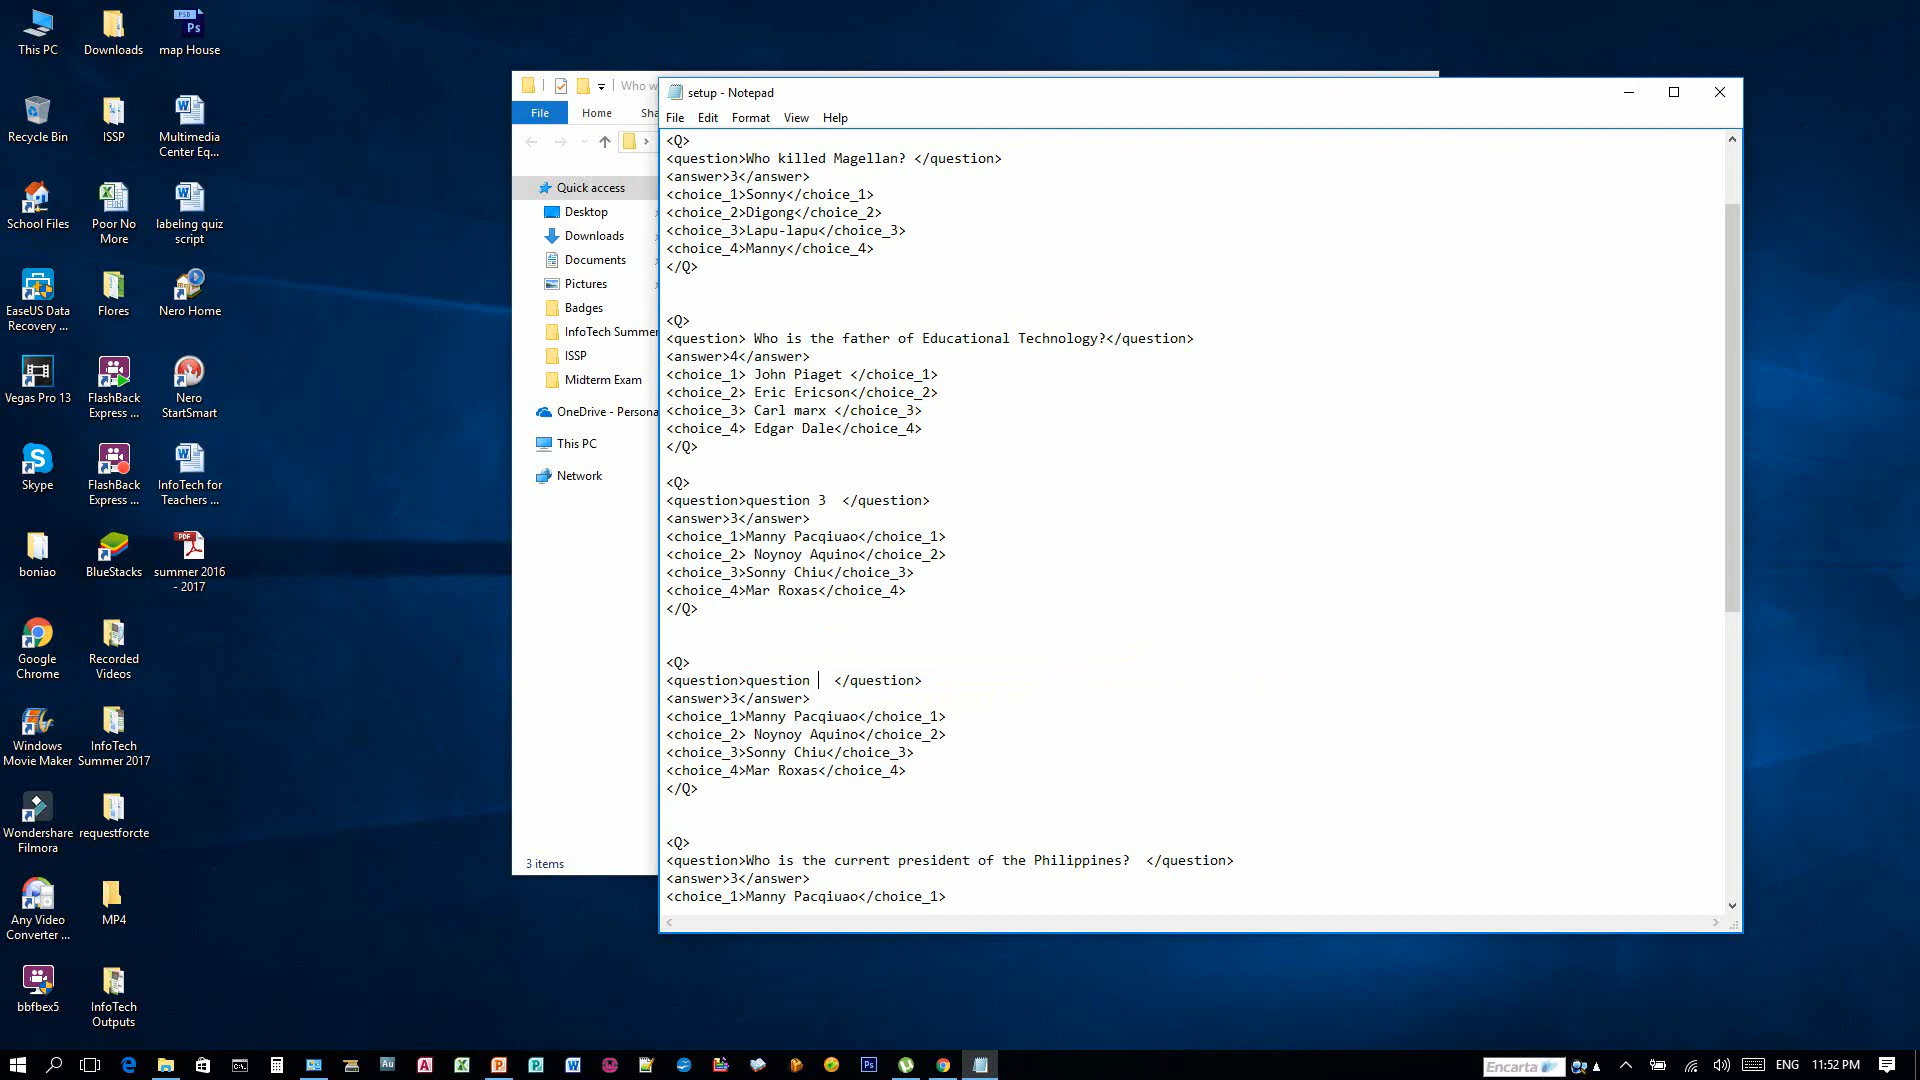 This PC
Downloads
map House
Recycle Bin
ISSP
Multimedia
Center Eq...
School Files
Poor No
More
labeling quiz
script
EaseUS Data
Recovery ...
Flores
Nero Home
Vegas Pro 13
FlashBack
Express ...
Nero
StartSmart
Skype
FlashBack
Express ...
InfoTech for
Teachers ...
boniao
BlueStacks
summer 2016
- 2017
Google
Chrome
Recorded
Videos
Windows
Movie Maker
InfoTech
Summer 2017
Wondershare
Filmora
requestforcte
Any Video
Converter ...
MP4
bbfbex5
InfoTech
Outputs
Who w
File Home Sha
Quick access
Desktop
Downloads
Documents
Pictures
Badges
InfoTech Summer
ISSP
Midterm Exam
OneDrive - Persona
This PC
Network
3 items
setup - Notepad
File Edit Format View Help
<Q>
<question>Who killed Magellan? </question>
<answer>3</answer>
<choice_1>Sonny</choice_1>
<choice_2>Digong</choice_2>
<choice_3>Lapu-lapu</choice_3>
<choice_4>Manny</choice_4>
</Q>
<Q>
<question> Who is the father of Educational Technology?</question>
<answer>4</answer>
<choice_1> John Piaget </choice_1>
<choice_2> Eric Ericson</choice_2>
<choice_3> Carl marx </choice_3>
<choice_4> Edgar Dale</choice_4>
</Q>
<Q>
<question>question 3  </question>
<answer>3</answer>
<choice_1>Manny Pacqiuao</choice_1>
<choice_2> Noynoy Aquino</choice_2>
<choice_3>Sonny Chiu</choice_3>
<choice_4>Mar Roxas</choice_4>
</Q>
<Q>
<question>question   </question>
<answer>3</answer>
<choice_1>Manny Pacqiuao</choice_1>
<choice_2> Noynoy Aquino</choice_2>
<choice_3>Sonny Chiu</choice_3>
<choice_4>Mar Roxas</choice_4>
</Q>
<Q>
<question>Who is the current president of the Philippines?  </question>
<answer>3</answer>
<choice_1>Manny Pacqiuao</choice_1>
Encarta
ENG 11:52 PM